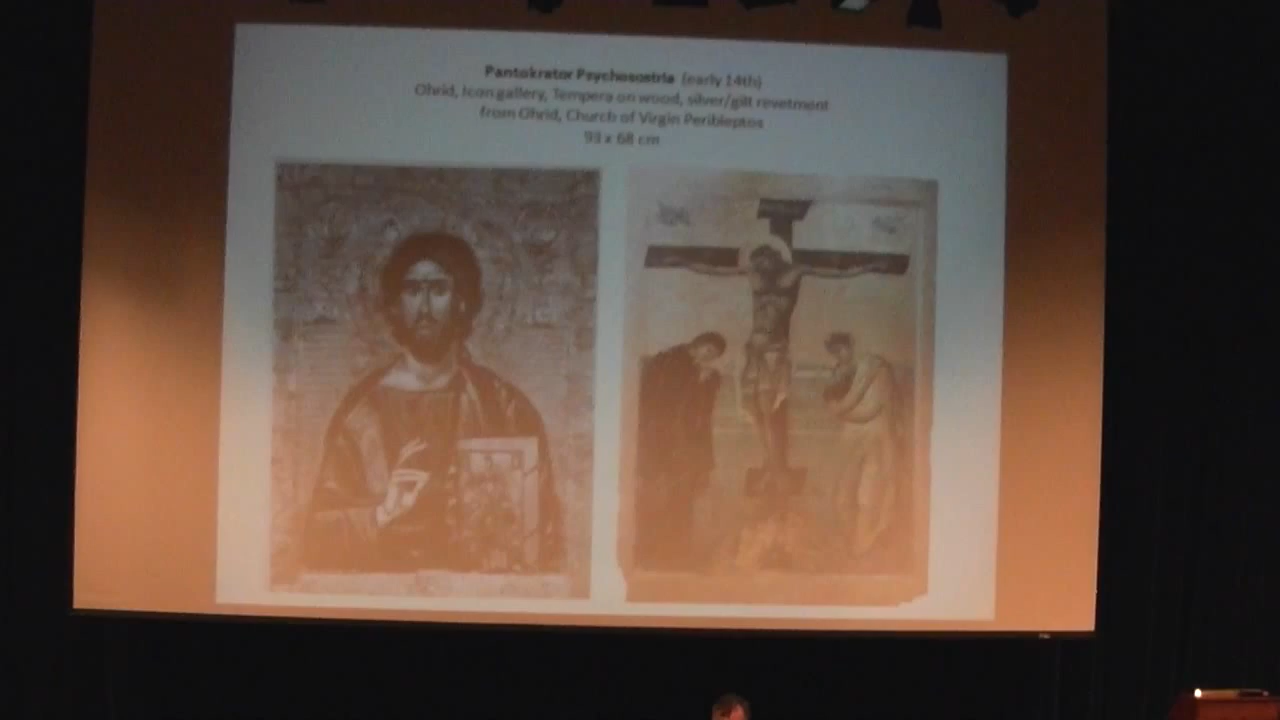 Pantokrator Psychosostria (early 14th)
Ohrid, Icon gallery, Tempera on wood, silver/gilt revetment
from Ohrid, Church of Virgin Peribleptos
93 x 68 cm